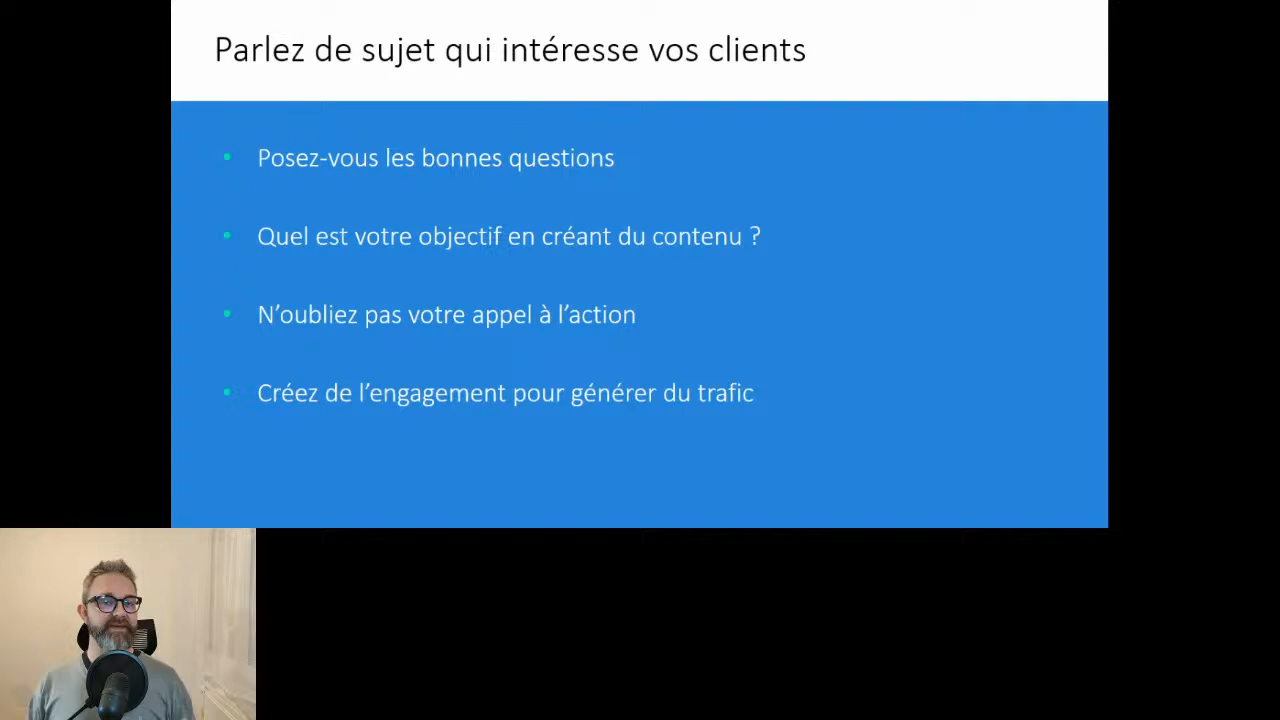 Parlez de sujet qui intéresse vos clients
Posez-vous les bonnes questions
Quel est votre objectif en créant du contenu ?
N’oubliez pas votre appel à l’action
Créez de l’engagement pour générer du trafic